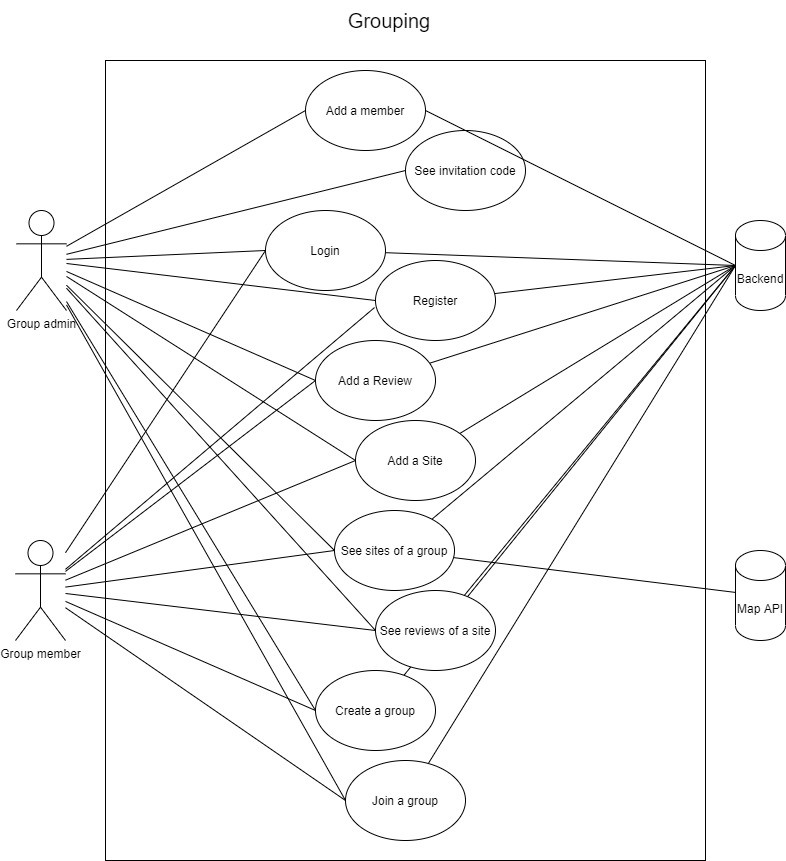 Grouping
Add a member
See invitation code
Login
Backend
Register
Group admin
Add a Review
Add a Site
See sites of a group
Map API
See reviews of a site
Group member
Create a group
Join a group